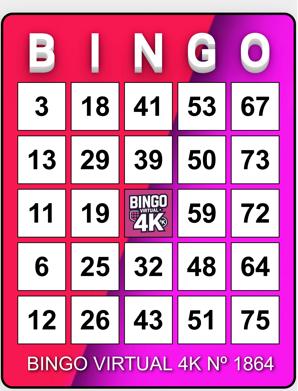 B I N G O
3 18 41 53 67
13 29 39 50 73
11 19 BINGO VIRTUAL 4K 59 72
6 25 32 48 64
12 26 43 51 75
BINGO VIRTUAL 4K Nº 1864